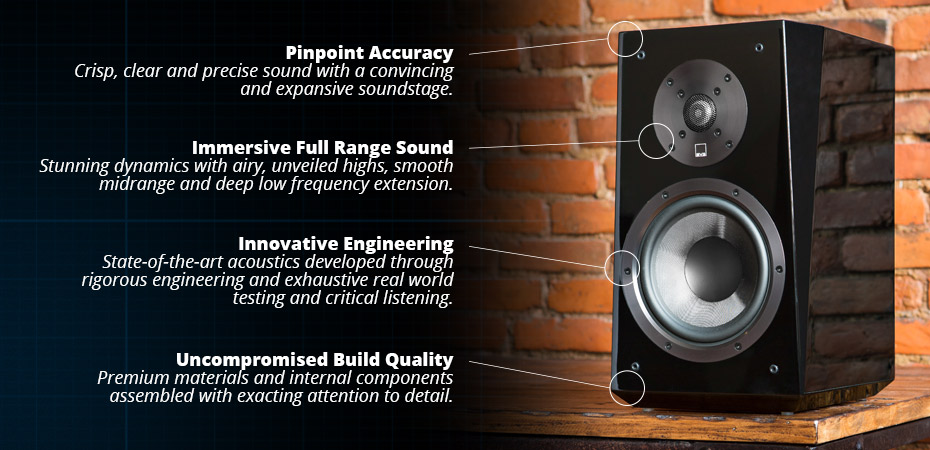 Pinpoint Accuracy
Crisp, clear and precise sound with a convincing
and expansive soundstage.
Immersive Full Range Sound
Stunning dynamics with airy, unveiled highs, smooth
midrange and deep low frequency extension.
Innovative Engineering
State-of-the-art acoustics developed through
rigorous engineering and exhaustive real world
testing and critical listening.
Uncompromised Build Quality
Premium materials and internal components
assembled with exacting attention to detail.